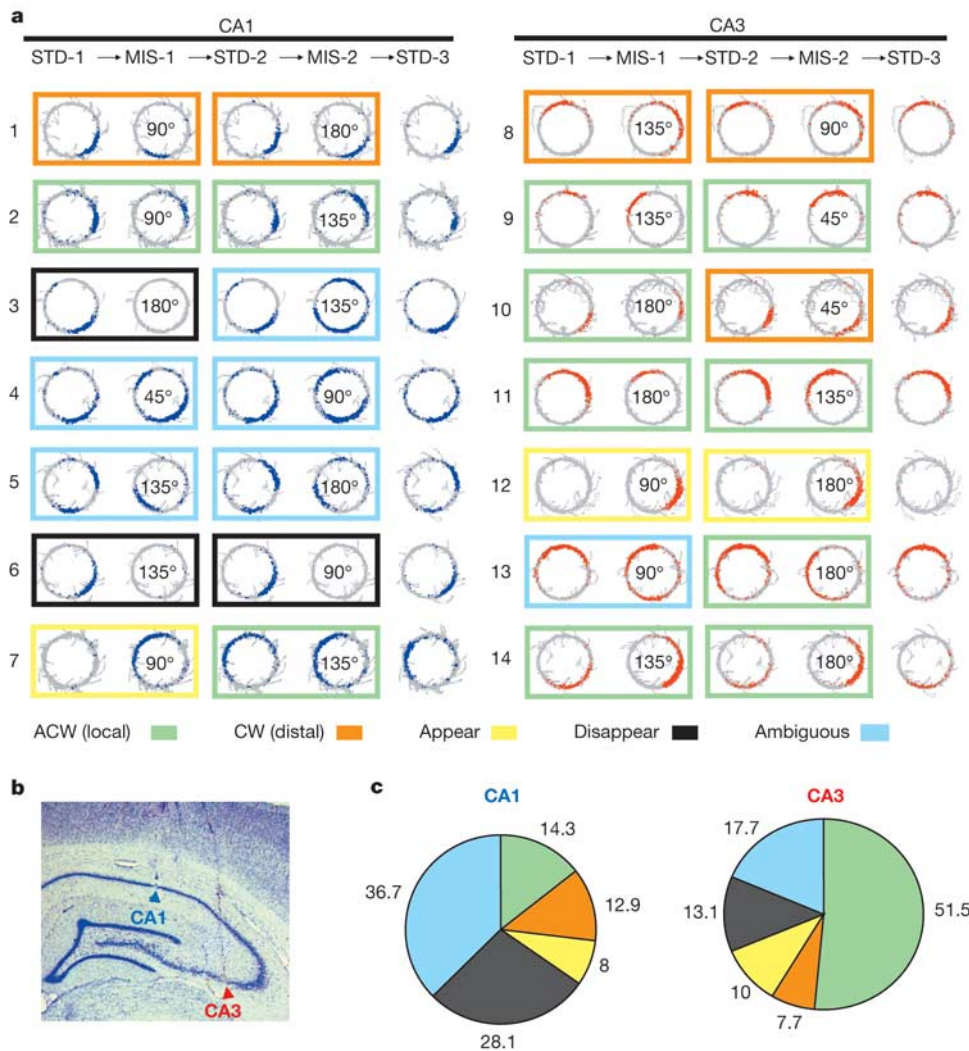 a
CA1
STD-1 → MIS-1 → STD-2 → MIS-2 → STD-3
1 90° 180°
2 90° 135°
3 180° 135°
4 45° 90°
5 135° 180°
6 135° 90°
7 90° 135°
CA3
STD-1 → MIS-1 → STD-2 → MIS-2 → STD-3
8 135° 90°
9 135° 45°
10 180° 45°
11 180° 135°
12 90° 180°
13 90° 180°
14 135° 180°
ACW (local) CW (distal) Appear Disappear Ambiguous
b
CA1
CA3
c
CA1
14.3
12.9
8
28.1
36.7
CA3
51.5
7.7
10
13.1
17.7